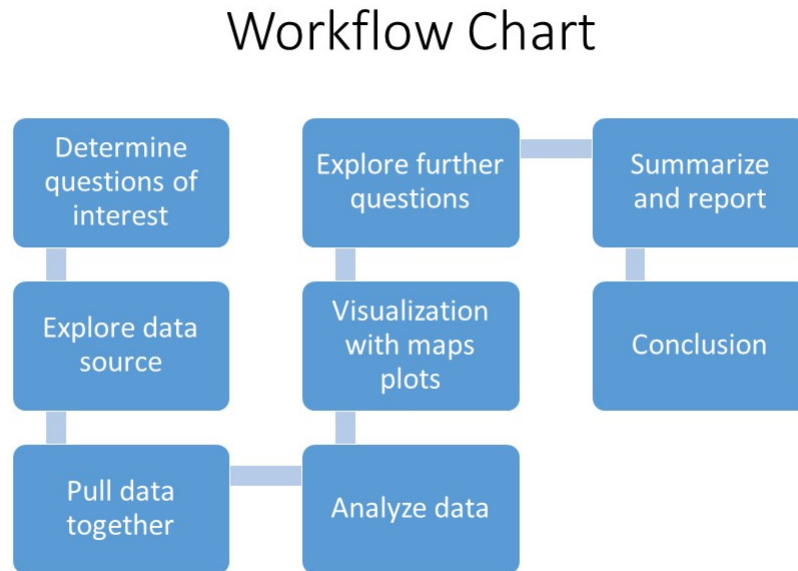 Workflow Chart
Determine
questions of
interest
Explore data
source
Pull data
together
Analyze data
Visualization
with maps
plots
Explore further
questions
Summarize
and report
Conclusion